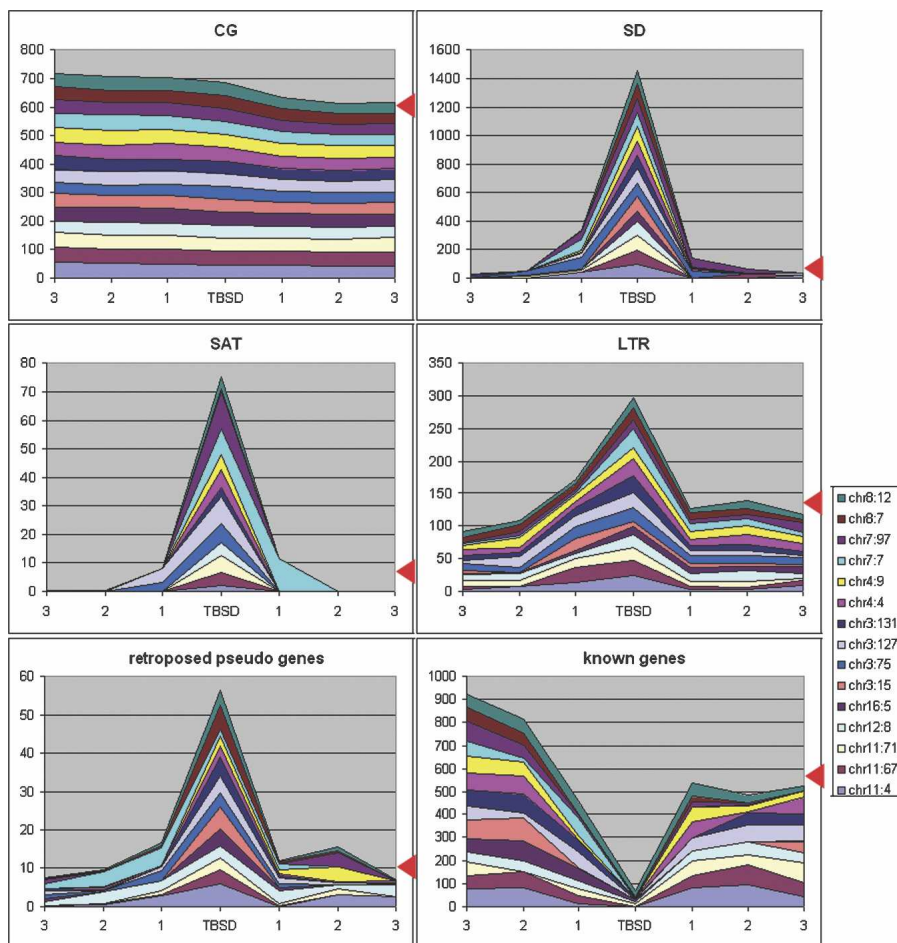 CG
800
700
600
500
400
300
200
100
0
3 2 1 TBSD 1 2 3
SD
1600
1400
1200
1000
800
600
400
200
0
3 2 1 TBSD 1 2 3
SAT
80
70
60
50
40
30
20
10
0
3 2 1 TBSD 1 2 3
LTR
350
300
250
200
150
100
50
0
3 2 1 TBSD 1 2 3
retroposed pseudo genes
60
50
40
30
20
10
0
3 2 1 TBSD 1 2 3
known genes
1000
900
800
700
600
500
400
300
200
100
0
3 2 1 TBSD 1 2 3
chr8:12
chr8:7
chr7:97
chr7:7
chr4:9
chr4:4
chr3:131
chr3:127
chr3:75
chr3:15
chr16:5
chr12:8
chr11:71
chr11:67
chr11:4